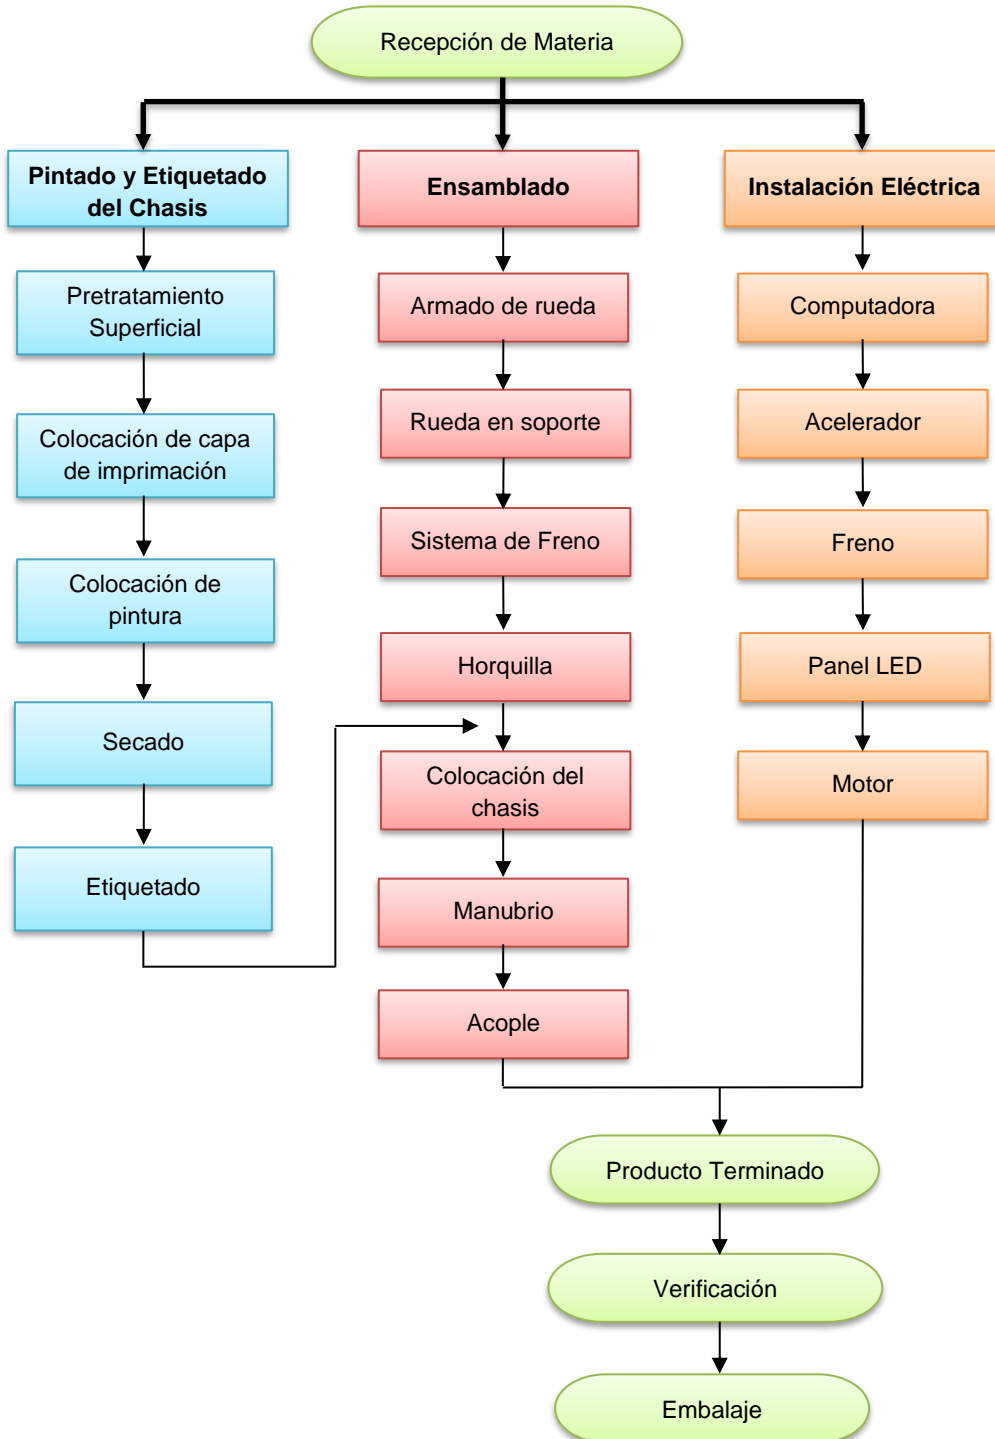 Recepción de Materia
Pintado y Etiquetado
del Chasis
Pretratamiento
Superficial
Colocación de capa
de imprimación
Colocación de
pintura
Secado
Etiquetado
Ensamblado
Armado de rueda
Rueda en soporte
Sistema de Freno
Horquilla
Colocación del
chasis
Manubrio
Acople
Instalación Eléctrica
Computadora
Acelerador
Freno
Panel LED
Motor
Producto Terminado
Verificación
Embalaje